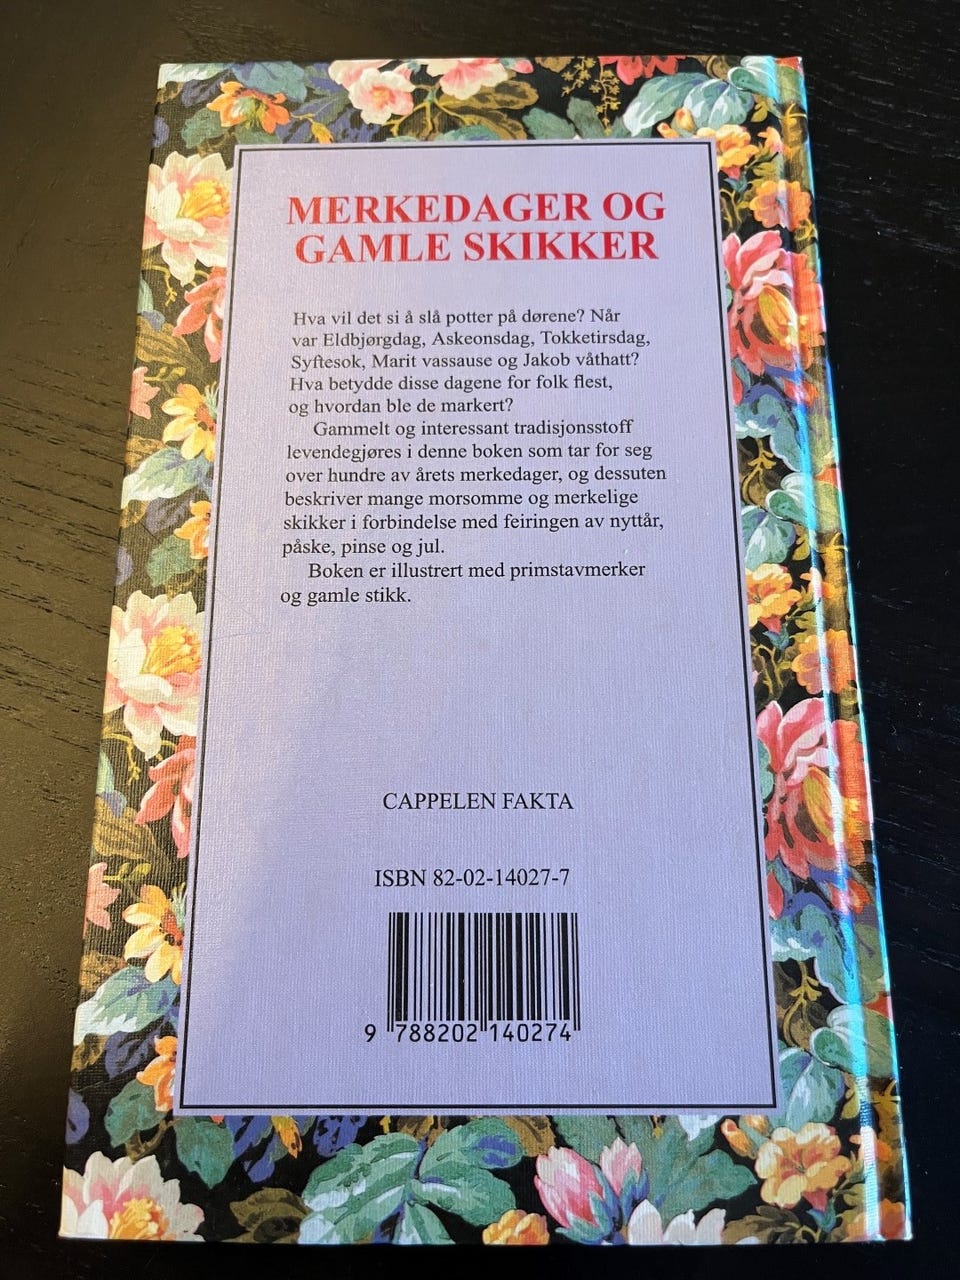 MERKEDAGER OG
GAMLE SKIKKER
Hva vil det si å slå potter på dørene? Når
var Eldbjørgdag, Askeonsdag, Tokketirsdag,
Syftesok, Marit vassause og Jakob våthatt?
Hva betydde disse dagene for folk flest,
og hvordan ble de markert?
Gammelt og interessant tradisjonsstoff
levendegjøres i denne boken som tar for seg
over hundre av årets merkedager, og dessuten
beskriver mange morsomme og merkelige
skikker i forbindelse med feiringen av nyttår,
påske, pinse og jul.
Boken er illustrert med primstavmerker
og gamle stikk.
CAPPELEN FAKTA
ISBN 82-02-14027-7
9 788202 140274